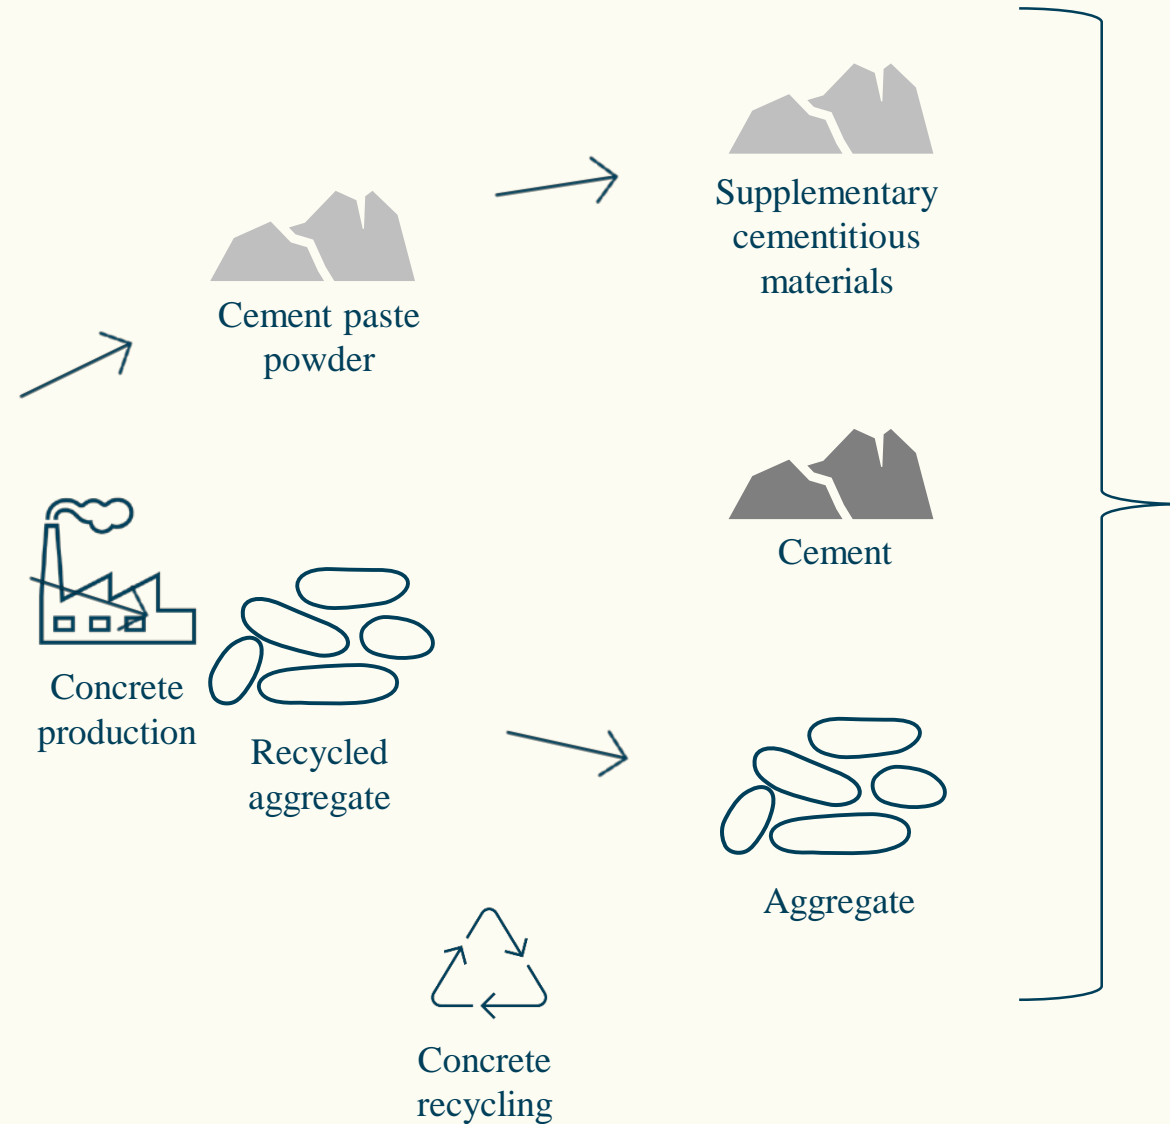 Supplementary
cementitious
materials
Cement paste
powder
Cement
Concrete
production
Recycled
aggregate
Aggregate
Concrete
recycling